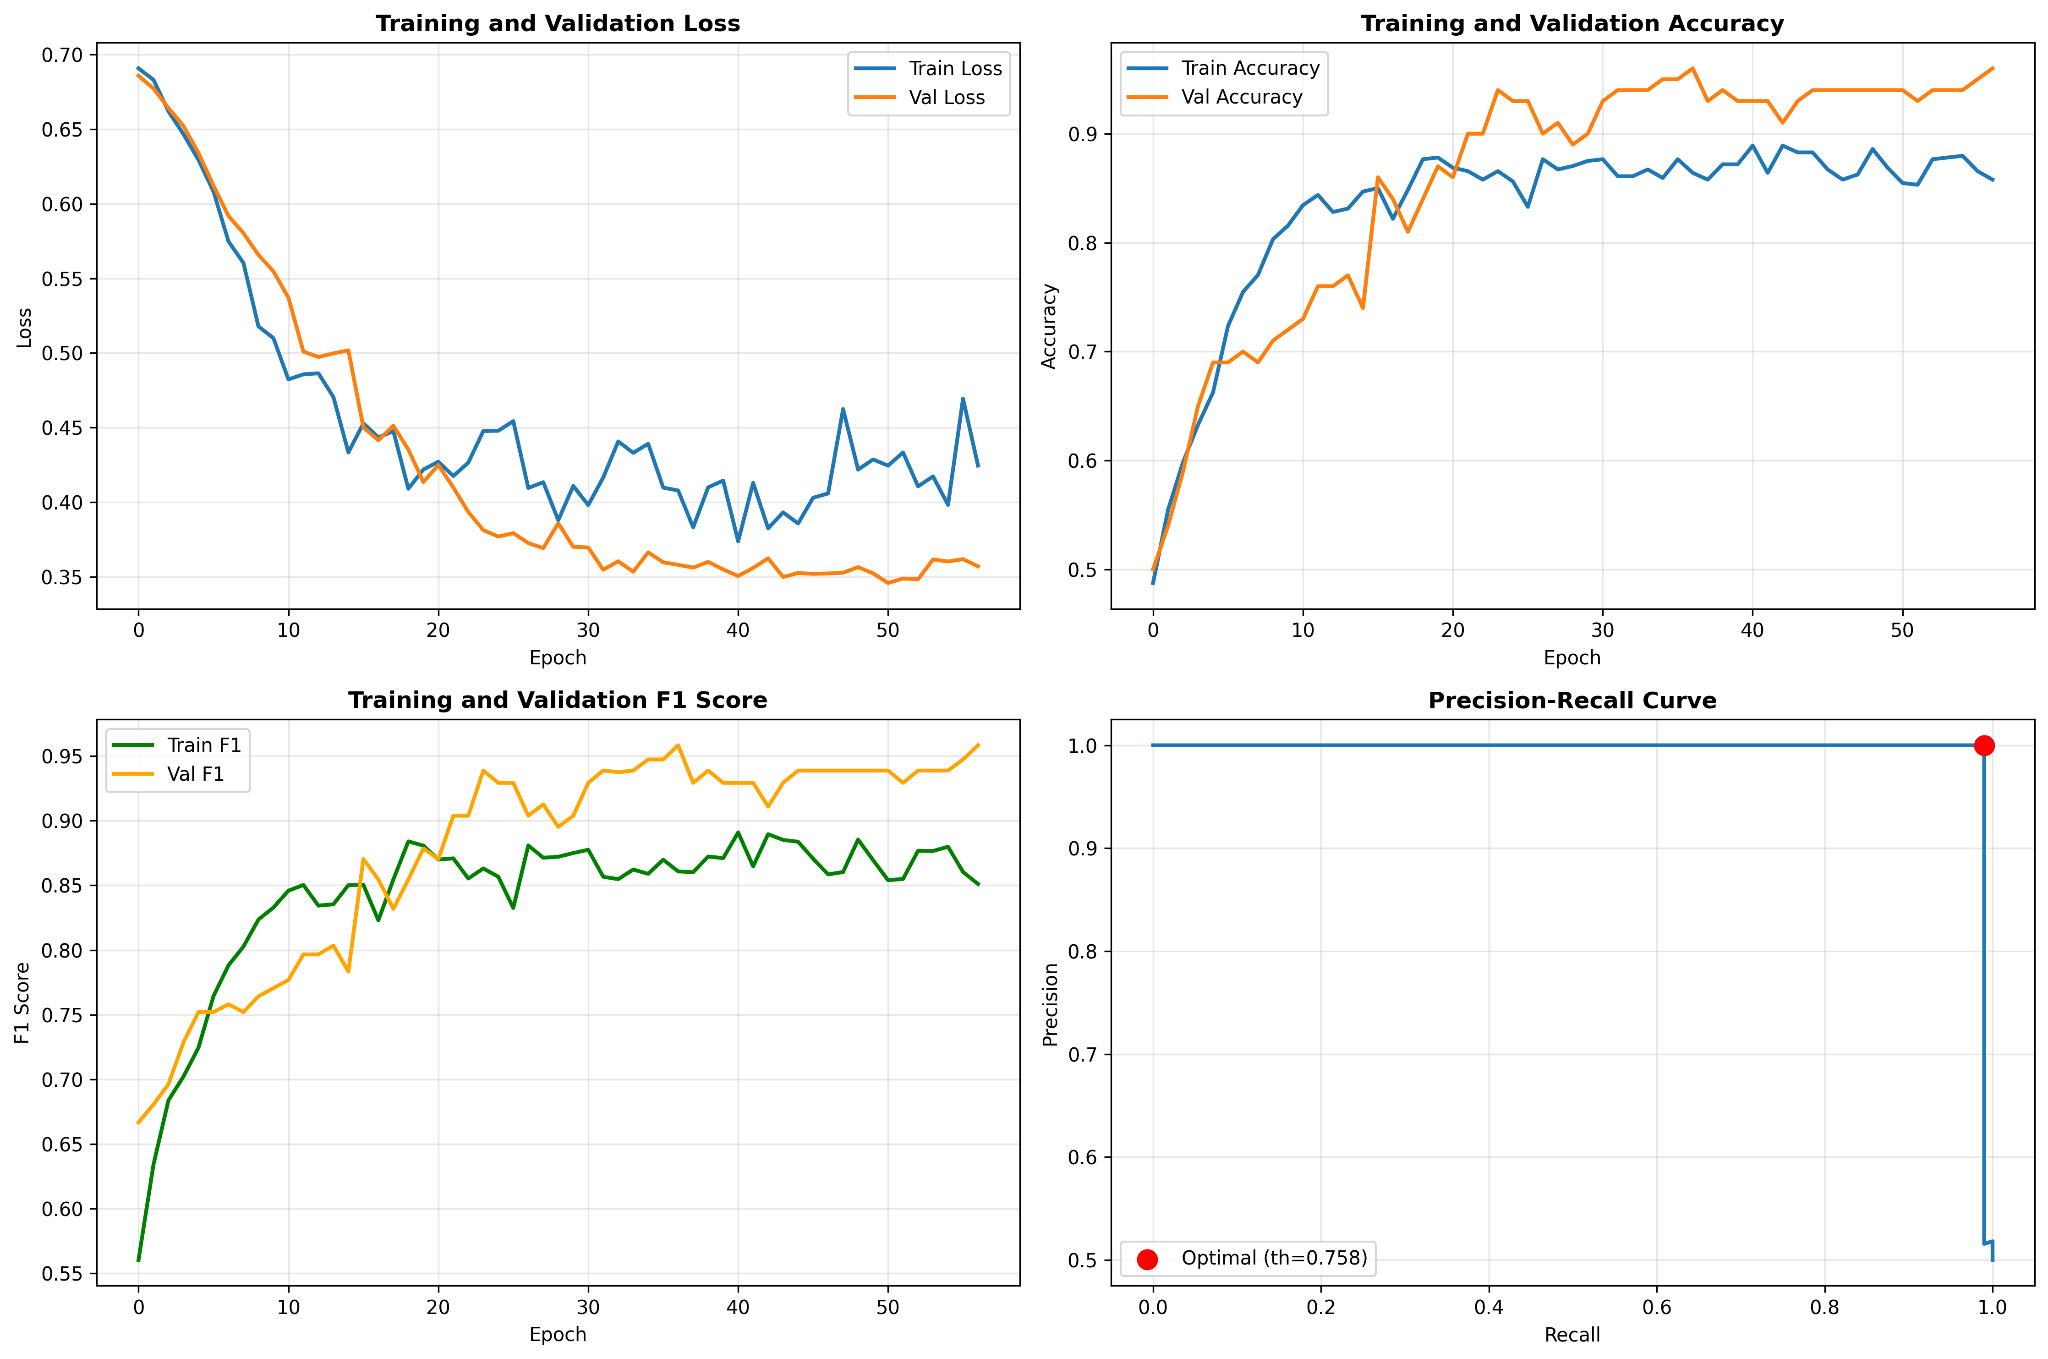 Training and Validation Loss
0.70
0.65
0.60
0.55
0.50
0.45
0.40
0.35
Loss
Train Loss
Val Loss
0 10 20 30 40 50
Epoch
Training and Validation Accuracy
0.9
0.8
0.7
0.6
0.5
Accuracy
Train Accuracy
Val Accuracy
0 10 20 30 40 50
Epoch
Training and Validation F1 Score
0.95
0.90
0.85
0.80
0.75
0.70
0.65
0.60
0.55
F1 Score
Train F1
Val F1
0 10 20 30 40 50
Epoch
Precision-Recall Curve
1.0
0.9
0.8
0.7
0.6
0.5
Precision
Optimal (th=0.758)
0.0 0.2 0.4 0.6 0.8 1.0
Recall